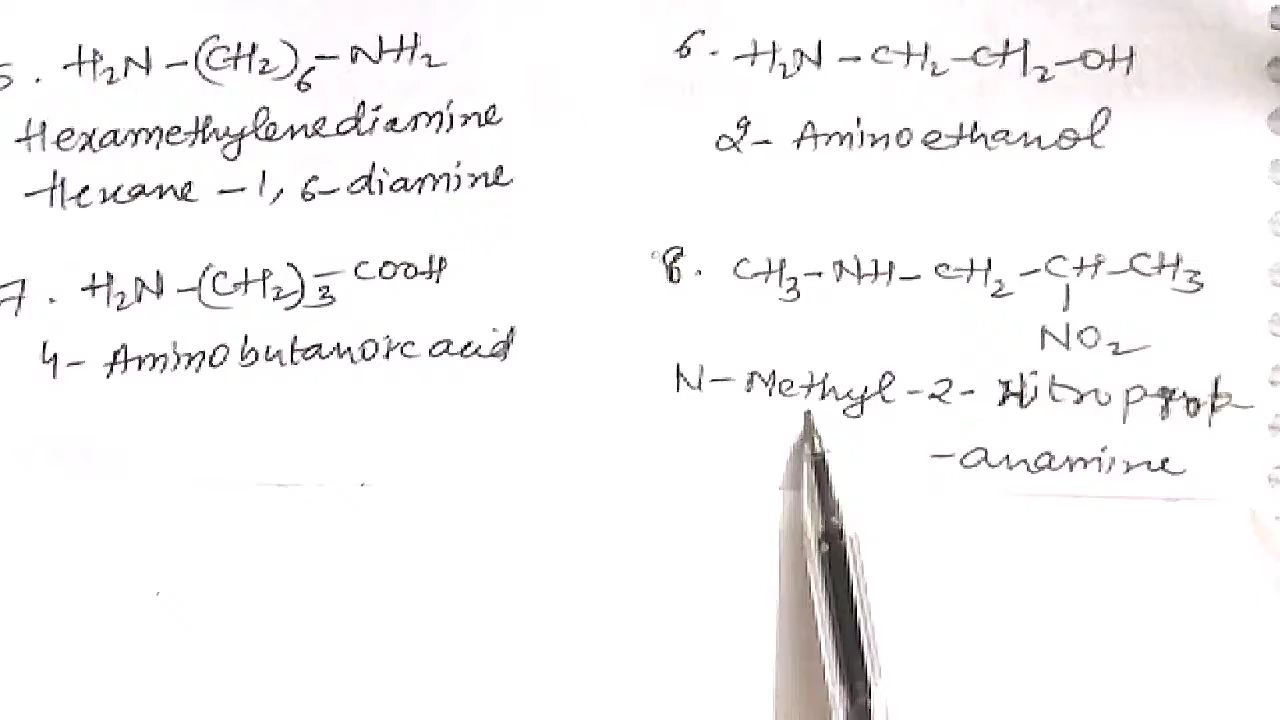 5. H2N-(CH2)6-NH2
Hexamethylenediamine
Hexane-1, 6-diamine
6. H2N-CH2-CH2-OH
2-Aminoethanol
7. H2N-(CH2)3-COOH
4-Aminobutanoic acid
8. CH3-NH-CH2-CH-CH3
NO2
N-Methyl-2-Nitroprop
-anamine